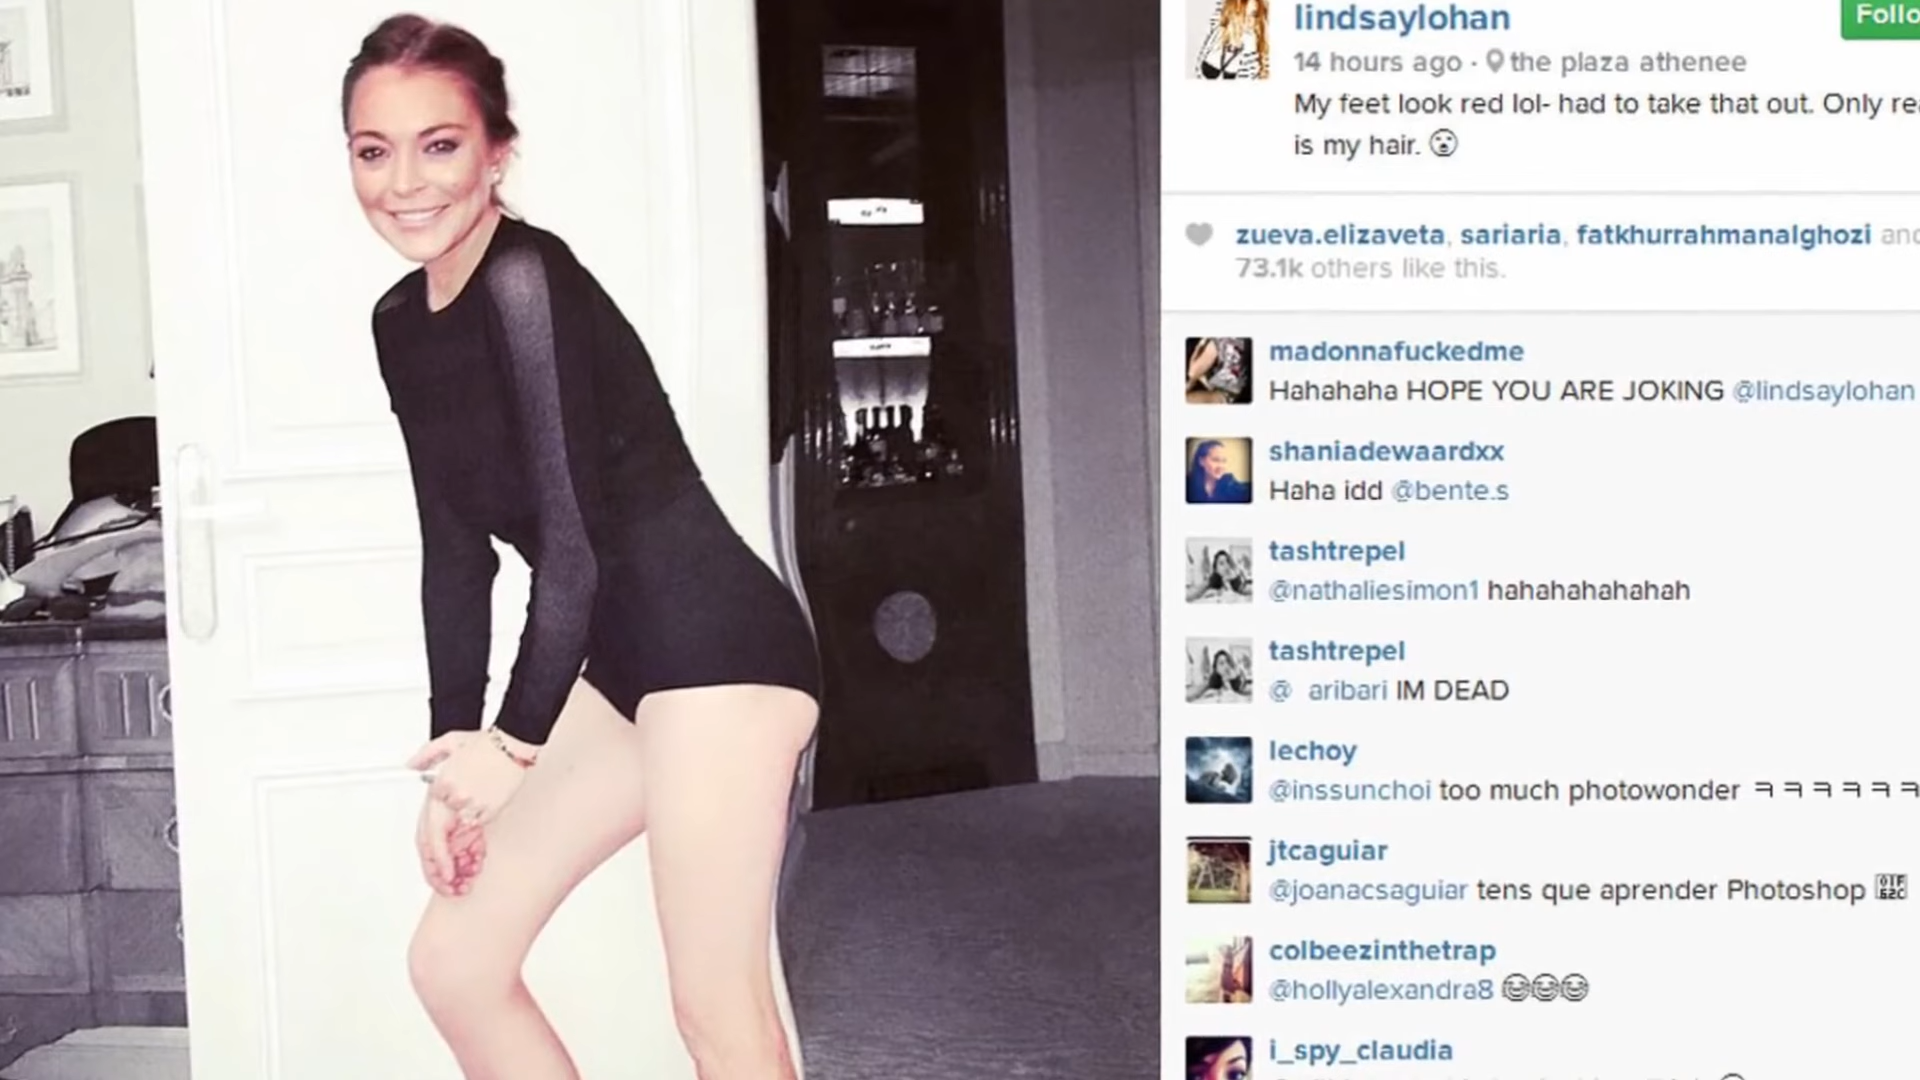 lindsaylohan
Follo
14 hours ago · the plaza athenee
My feet look red lol- had to take that out. Only
is my hair. 😮
zueva.elizaveta, sariaria, fatkhurrahmanalghozi and
73.1k others like this.
madonnafuckedme
Hahahaha HOPE YOU ARE JOKING @lindsaylohan
shaniadewaardxx
Haha idd @bente.s
tashtrepel
@nathaliesimon1 hahahahahahah
tashtrepel
@_aribari IM DEAD
lechoy
@inssunchoi too much photowonder ㅋㅋㅋㅋㅋㅋ
jtcaguiar
@joanacsaguiar tens que aprender Photoshop
colbeezinthetrap
@hollyalexandra8 😂😂😂
i_spy_claudia